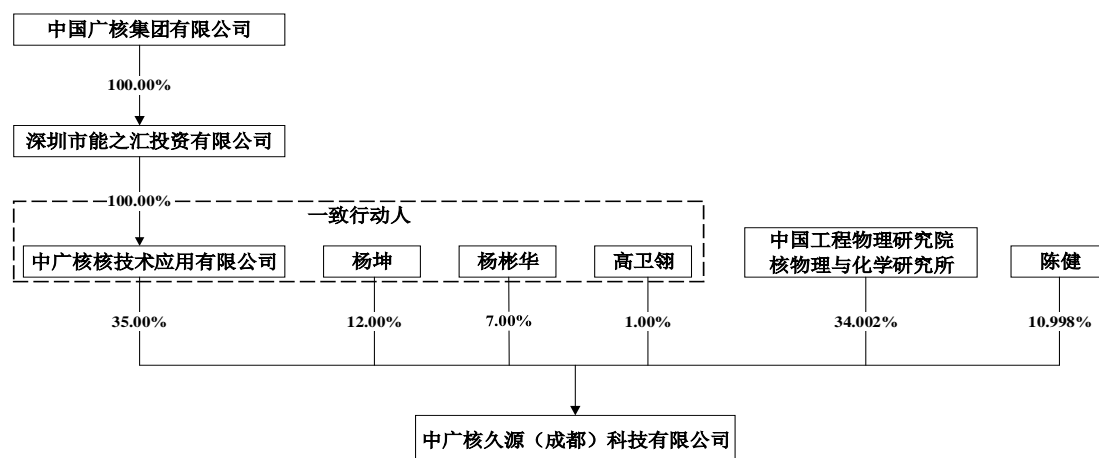 中国广核集团有限公司
100.00%
深圳市能之汇投资有限公司
100.00%
一致行动人
中广核核技术应用有限公司
杨坤
杨彬华
高卫翎
中国工程物理研究院
核物理与化学研究所
陈健
35.00%
12.00%
7.00%
1.00%
34.002%
10.998%
中广核久源（成都）科技有限公司